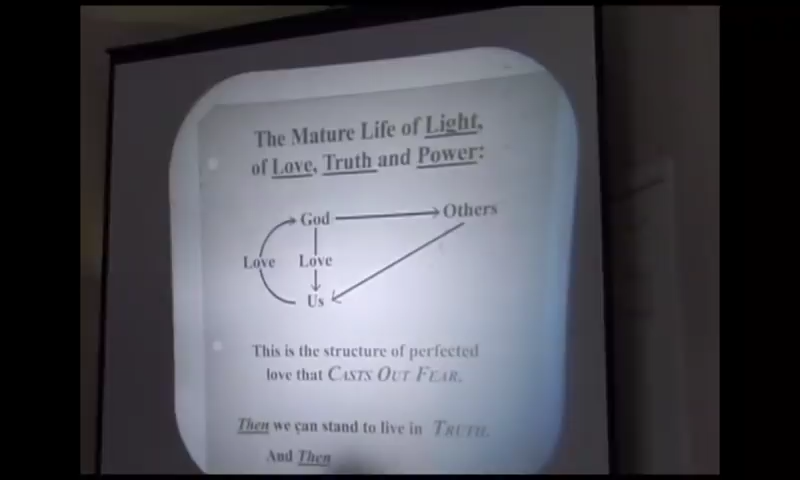 The Mature Life of Light,
of Love, Truth and Power:
God Others
Love Love
Us
This is the structure of perfected
love that CASTS OUT FEAR.
Then we can stand to live in TRUTH.
And Then